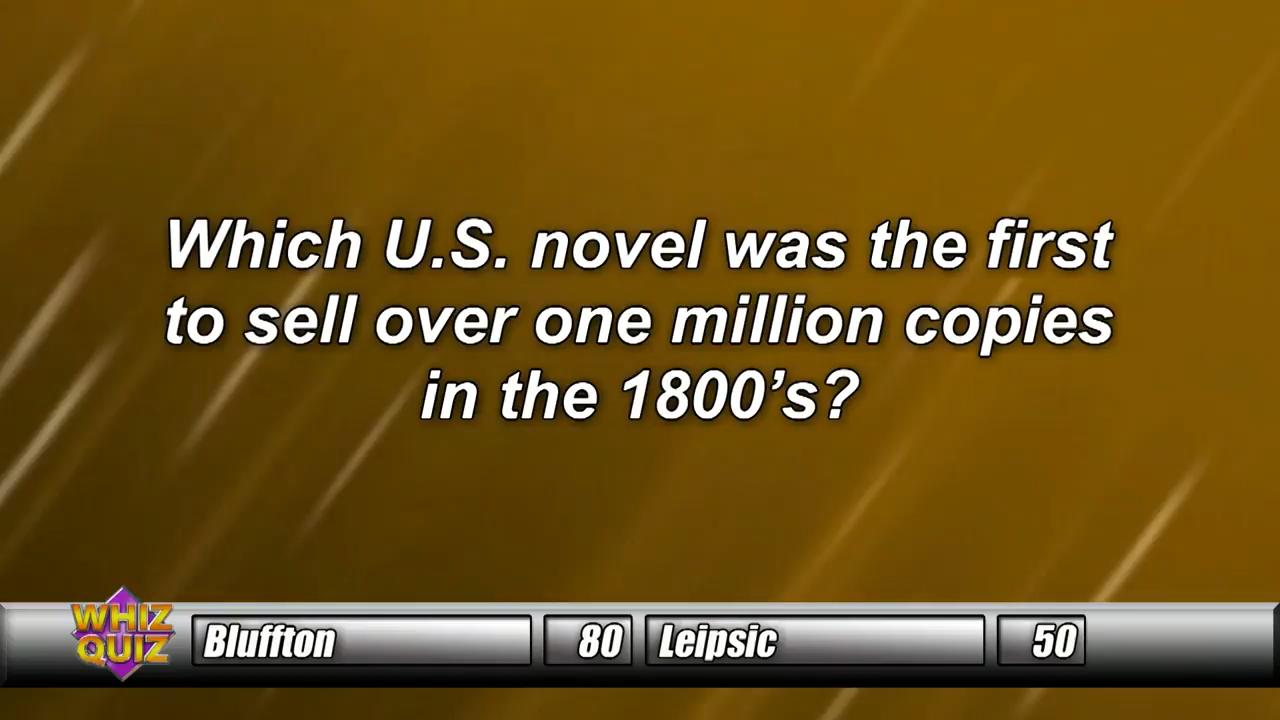 Which U.S. novel was the first
to sell over one million copies
in the 1800’s?
WHIZ
QUIZ
Bluffton
80
Leipsic
50